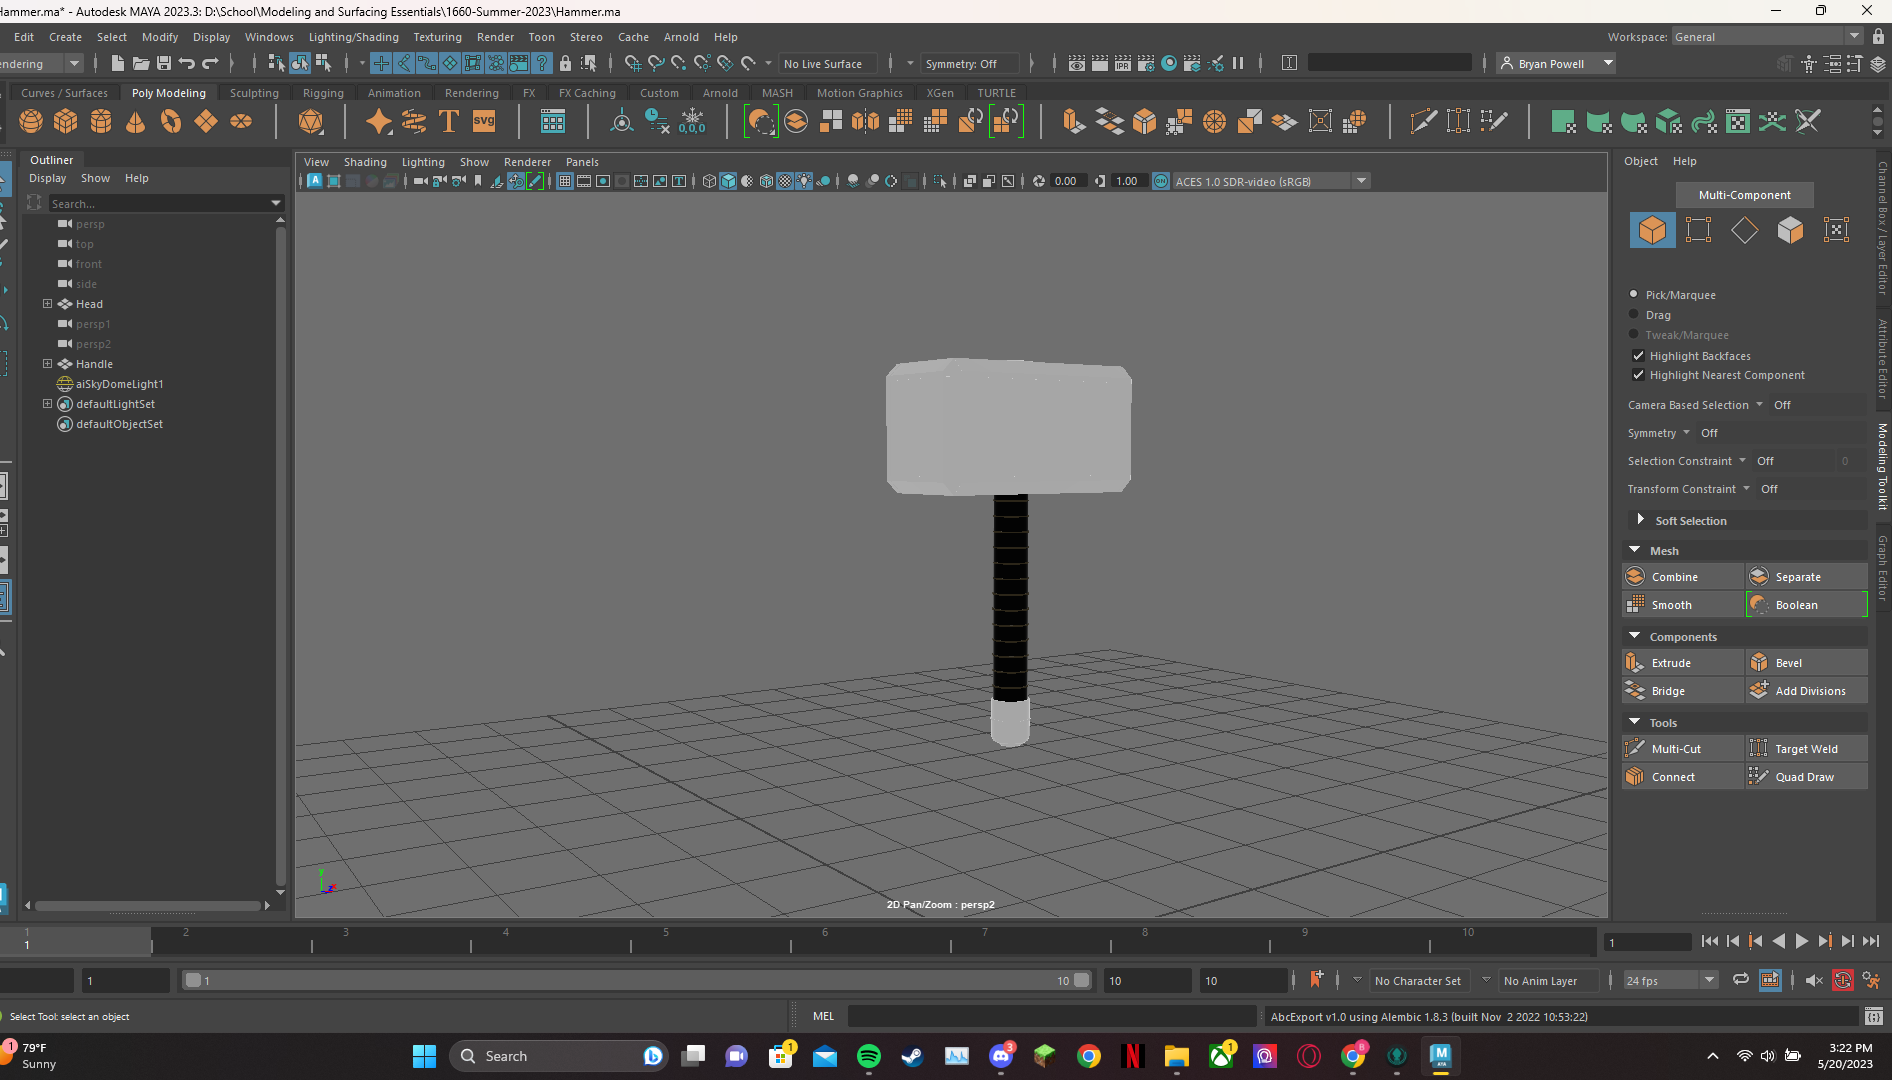 Hammer.ma* - Autodesk MAYA 2023.3: D:\School\Modeling and Surfacing Essentials\1660-Summer-2023\Hammer.ma
Edit Create Select Modify Display Windows Lighting/Shading Texturing Render Toon Stereo Cache Arnold Help
Workspace: General
No Live Surface
Symmetry: Off
Bryan Powell
Curves / Surfaces Poly Modeling Sculpting Rigging Animation Rendering FX FX Caching Custom Arnold MASH Motion Graphics XGen TURTLE
Outliner
Display Show Help
Search...
persp
top
front
side
Head
persp1
persp2
Handle
aiSkyDomeLight1
defaultLightSet
defaultObjectSet
View Shading Lighting Show Renderer Panels
0.00
1.00
ACES 1.0 SDR-video (sRGB)
2D Pan/Zoom : persp2
Object Help
Multi-Component
Pick/Marquee
Drag
Tweak/Marquee
Highlight Backfaces
Highlight Nearest Component
Camera Based Selection Off
Symmetry Off
Selection Constraint Off 0
Transform Constraint Off
Soft Selection
Mesh
Combine Separate
Smooth Boolean
Components
Extrude Bevel
Bridge Add Divisions
Tools
Multi-Cut Target Weld
Connect Quad Draw
Channel Box / Layer Editor
Attribute Editor
Modeling Toolkit
Graph Editor
1 2 3 4 5 6 7 8 9 10
1
1
1
1
10
10
10
No Character Set
No Anim Layer
24 fps
Select Tool: select an object
MEL
AbcExport v1.0 using Alembic 1.8.3 (built Nov 2 2022 10:53:22)
79°F
Sunny
Search
3:22 PM
5/20/2023